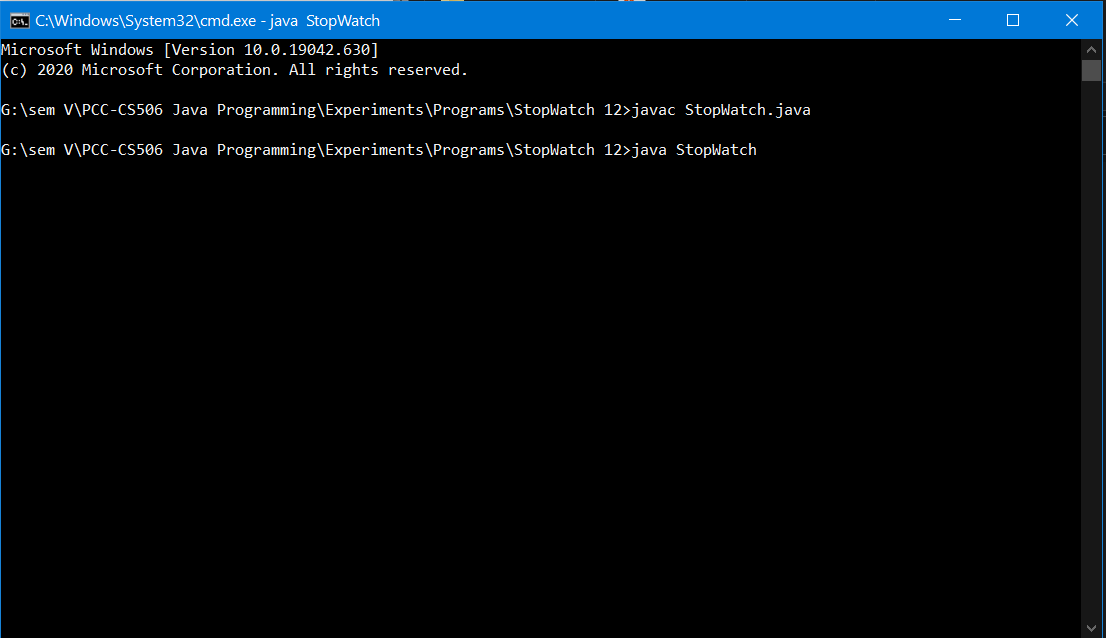 C:\Windows\System32\cmd.exe - java  StopWatch
Microsoft Windows [Version 10.0.19042.630]
(c) 2020 Microsoft Corporation. All rights reserved.
G:\sem V\PCC-CS506 Java Programming\Experiments\Programs\StopWatch 12>javac StopWatch.java
G:\sem V\PCC-CS506 Java Programming\Experiments\Programs\StopWatch 12>java StopWatch